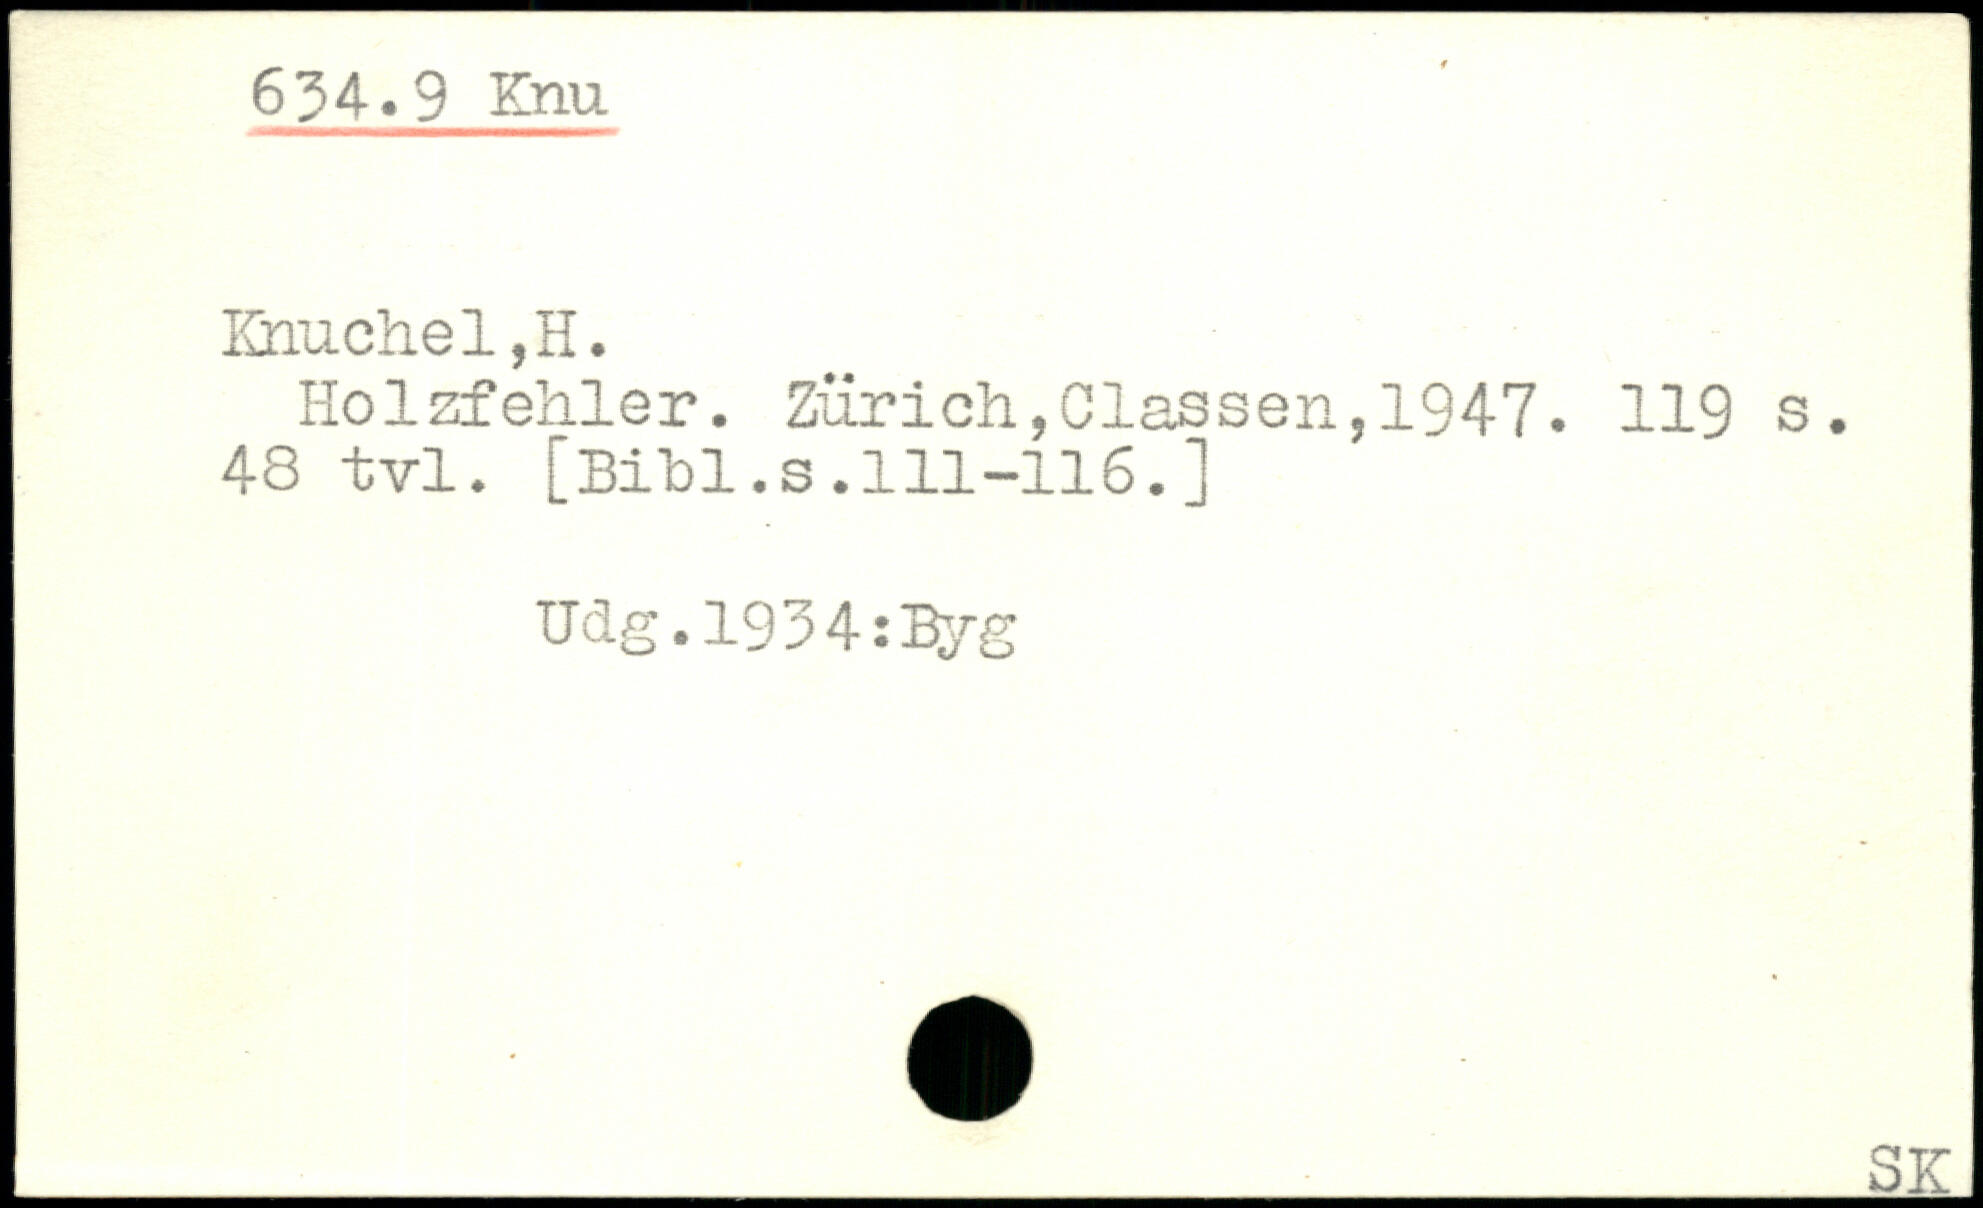 634.9 Knu
Knuchel,H.
Holzfehler. Zürich,Classen,1947. 119 s.
48 tvl. [Bibl.s.111-116.]
Udg.1934:Byg
SK